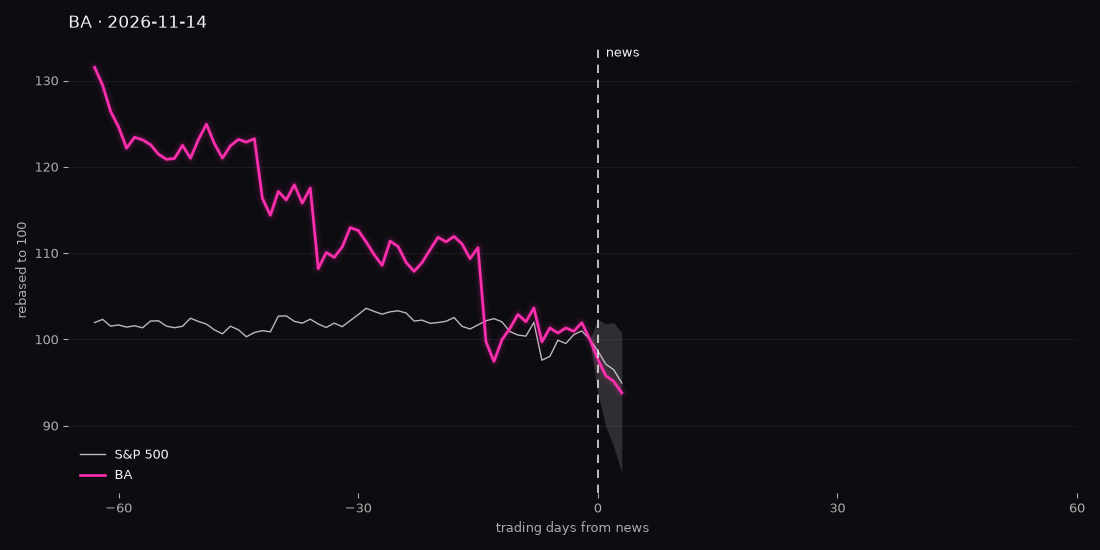 BA · 2026-11-14
news
130
120
110
100
90
rebased to 100
S&P 500
BA
−60
−30
0
30
60
trading days from news